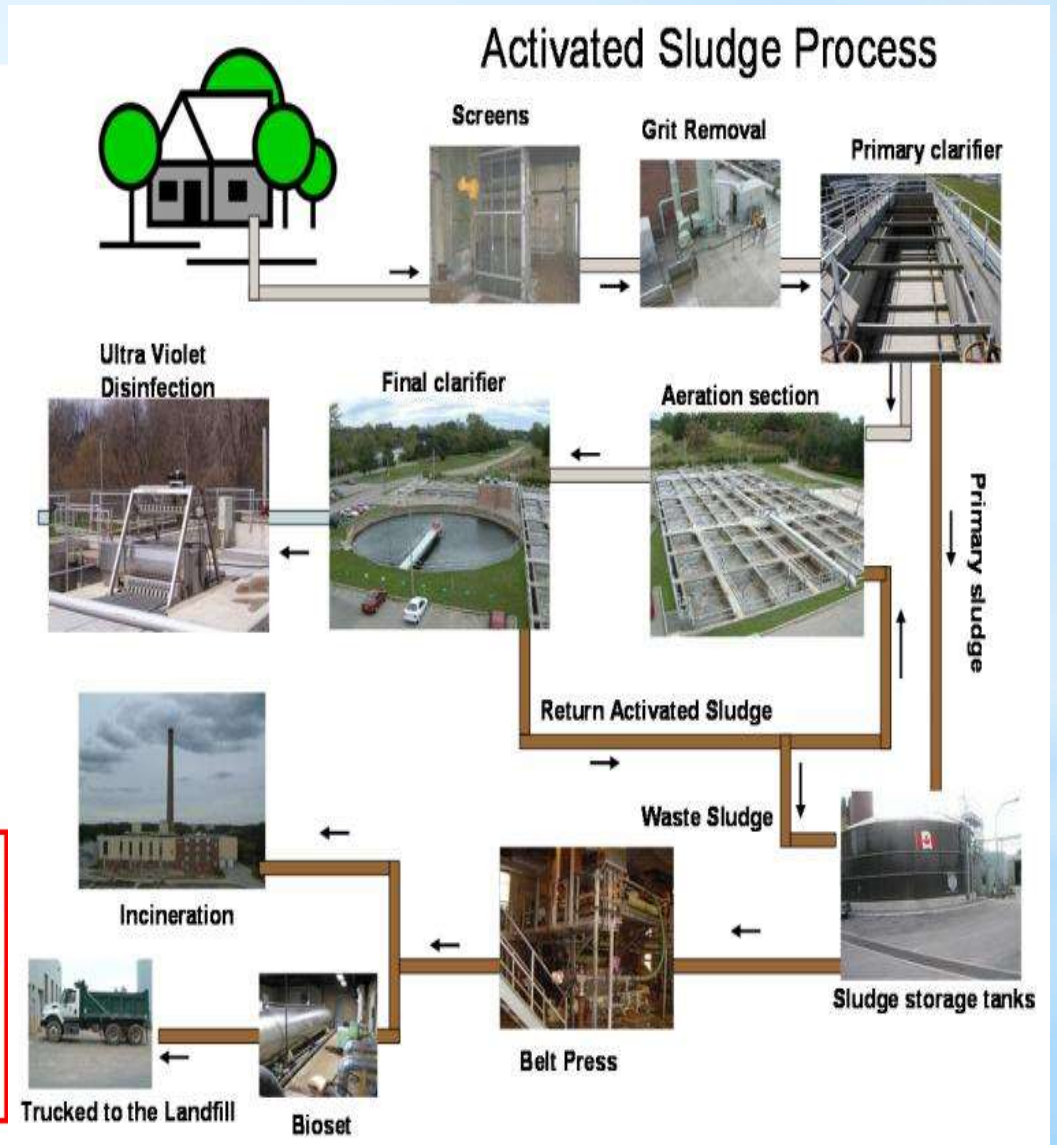 Activated Sludge Process
Screens
Grit Removal
Primary clarifier
Ultra Violet
Disinfection
Final clarifier
Aeration section
Primary sludge
Return Activated Sludge
Waste Sludge
Incineration
Sludge storage tanks
Belt Press
Trucked to the Landfill
Bioset